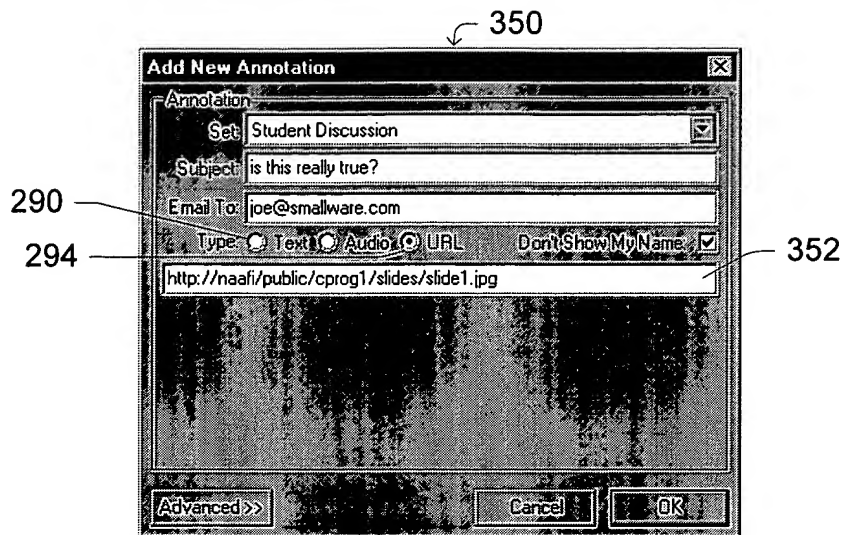 350
Add New Annotation
Annotation
Set: Student Discussion
Subject: is this really true?
290
Email To: joe@smallware.com
Type: Text Audio URL Don't Show My Name:
294
352
http://naafi/public/cprog1/slides/slide1.jpg
Advanced >> Cancel OK